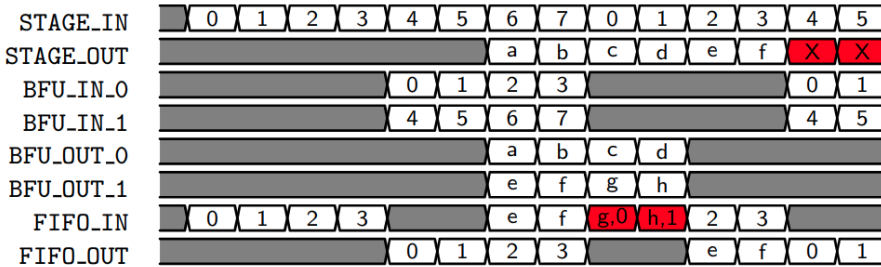 STAGE_IN 0 1 2 3 4 5 6 7 0 1 2 3 4 5
STAGE_OUT a b c d e f X X
BFU_IN_0 0 1 2 3 0 1
BFU_IN_1 4 5 6 7 4 5
BFU_OUT_0 a b c d
BFU_OUT_1 e f g h
FIFO_IN 0 1 2 3 e f g,0 h,1 2 3
FIFO_OUT 0 1 2 3 e f 0 1